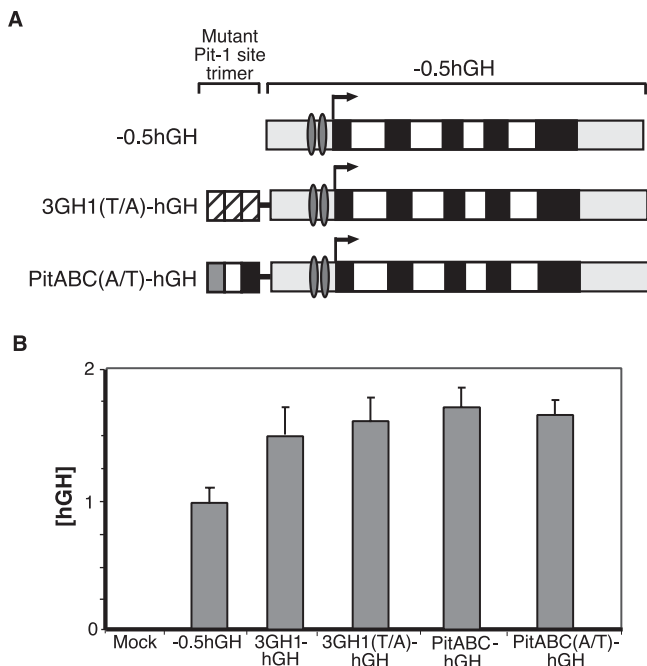 A
Mutant
Pit-1 site
trimer
-0.5hGH
-0.5hGH
3GH1(T/A)-hGH
PitABC(A/T)-hGH
B
2
1
0
[hGH]
Mock
-0.5hGH
3GH1-
hGH
3GH1(T/A)-
hGH
PitABC-
hGH
PitABC(A/T)-
hGH